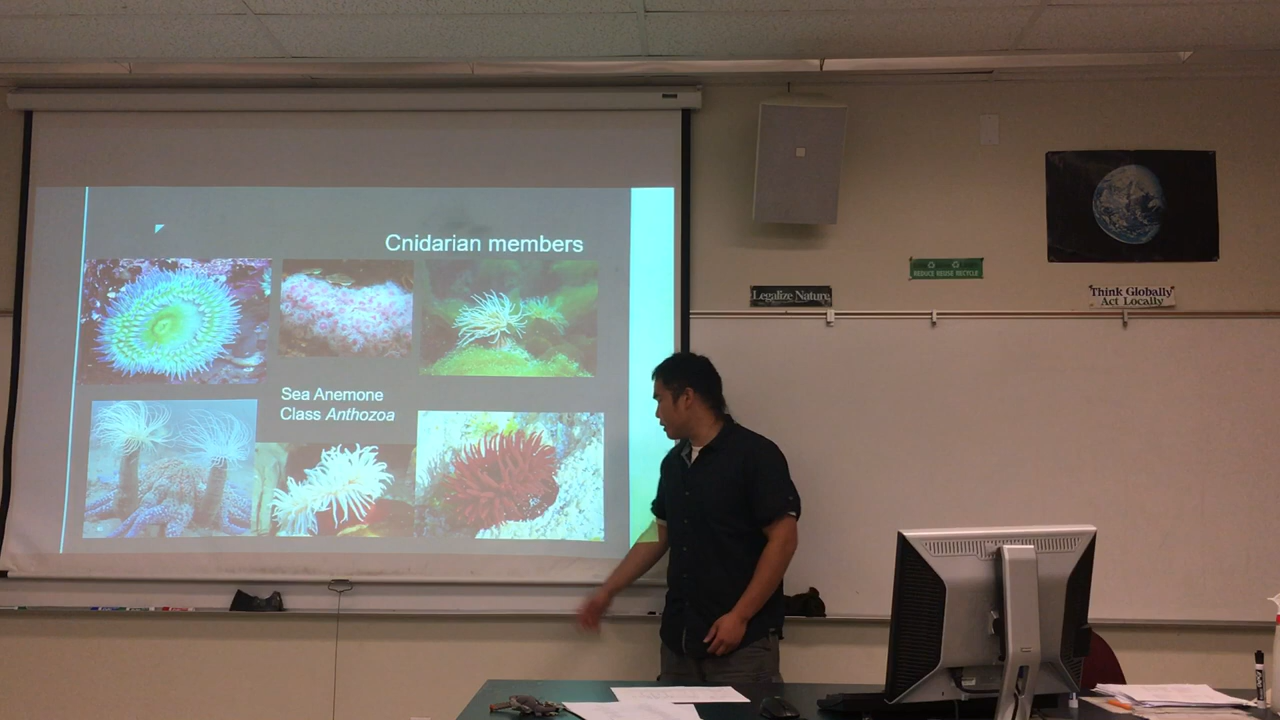 Cnidarian members
Sea Anemone
Class Anthozoa
Legalize Nature
REDUCE REUSE RECYCLE
Think Globally
Act Locally